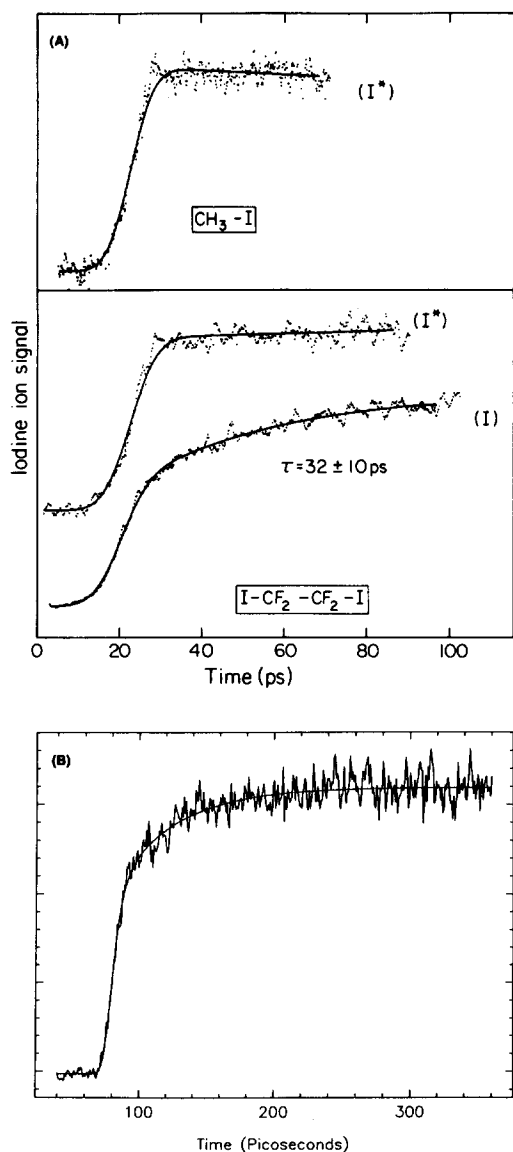 (A)
(I*)
CH₃-I
(I*)
(I)
τ=32±10ps
I-CF₂-CF₂-I
Iodine ion signal
0 20 40 60 80 100
Time (ps)
(B)
100 200 300
Time (Picoseconds)